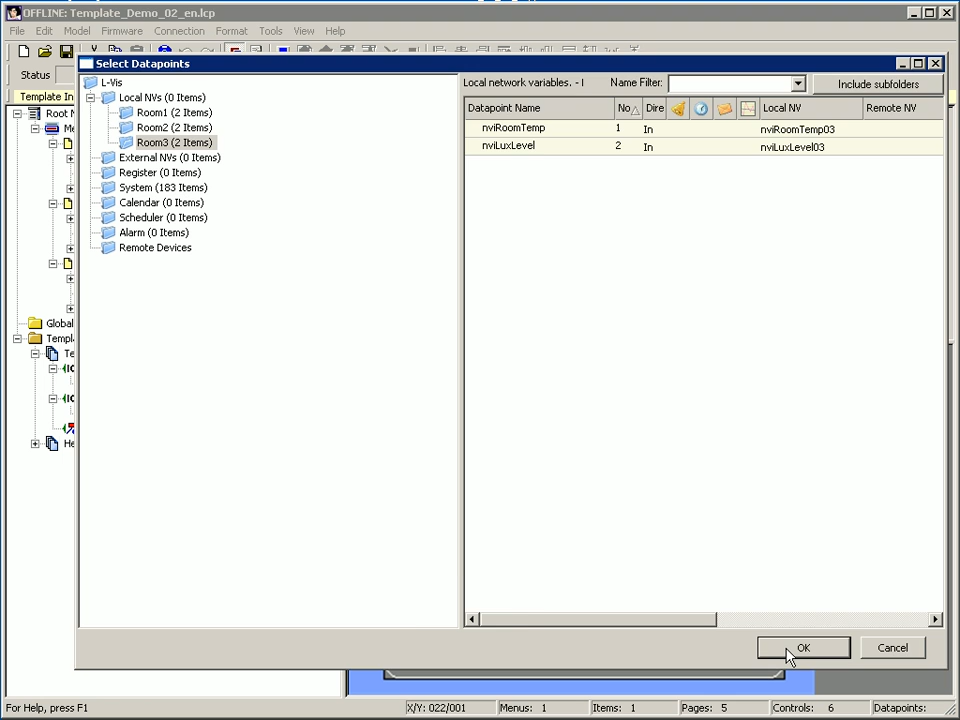 OFFLINE: Template_Demo_02_en.lcp
File Edit Model Firmware Connection Format Tools View Help
Status
Select Datapoints
Template In
Root N
Me
Global
Templ
Te
He
L-Vis
Local NVs (0 Items)
Room1 (2 Items)
Room2 (2 Items)
Room3 (2 Items)
External NVs (0 Items)
Register (0 Items)
System (183 Items)
Calendar (0 Items)
Scheduler (0 Items)
Alarm (0 Items)
Remote Devices
Local network variables. - I Name Filter: Include subfolders
Datapoint Name No Dire Local NV Remote NV
nviRoomTemp 1 In nviRoomTemp03
nviLuxLevel 2 In nviLuxLevel03
OK Cancel
For Help, press F1 X/Y: 022/001 Menus: 1 Items: 1 Pages: 5 Controls: 6 Datapoints: